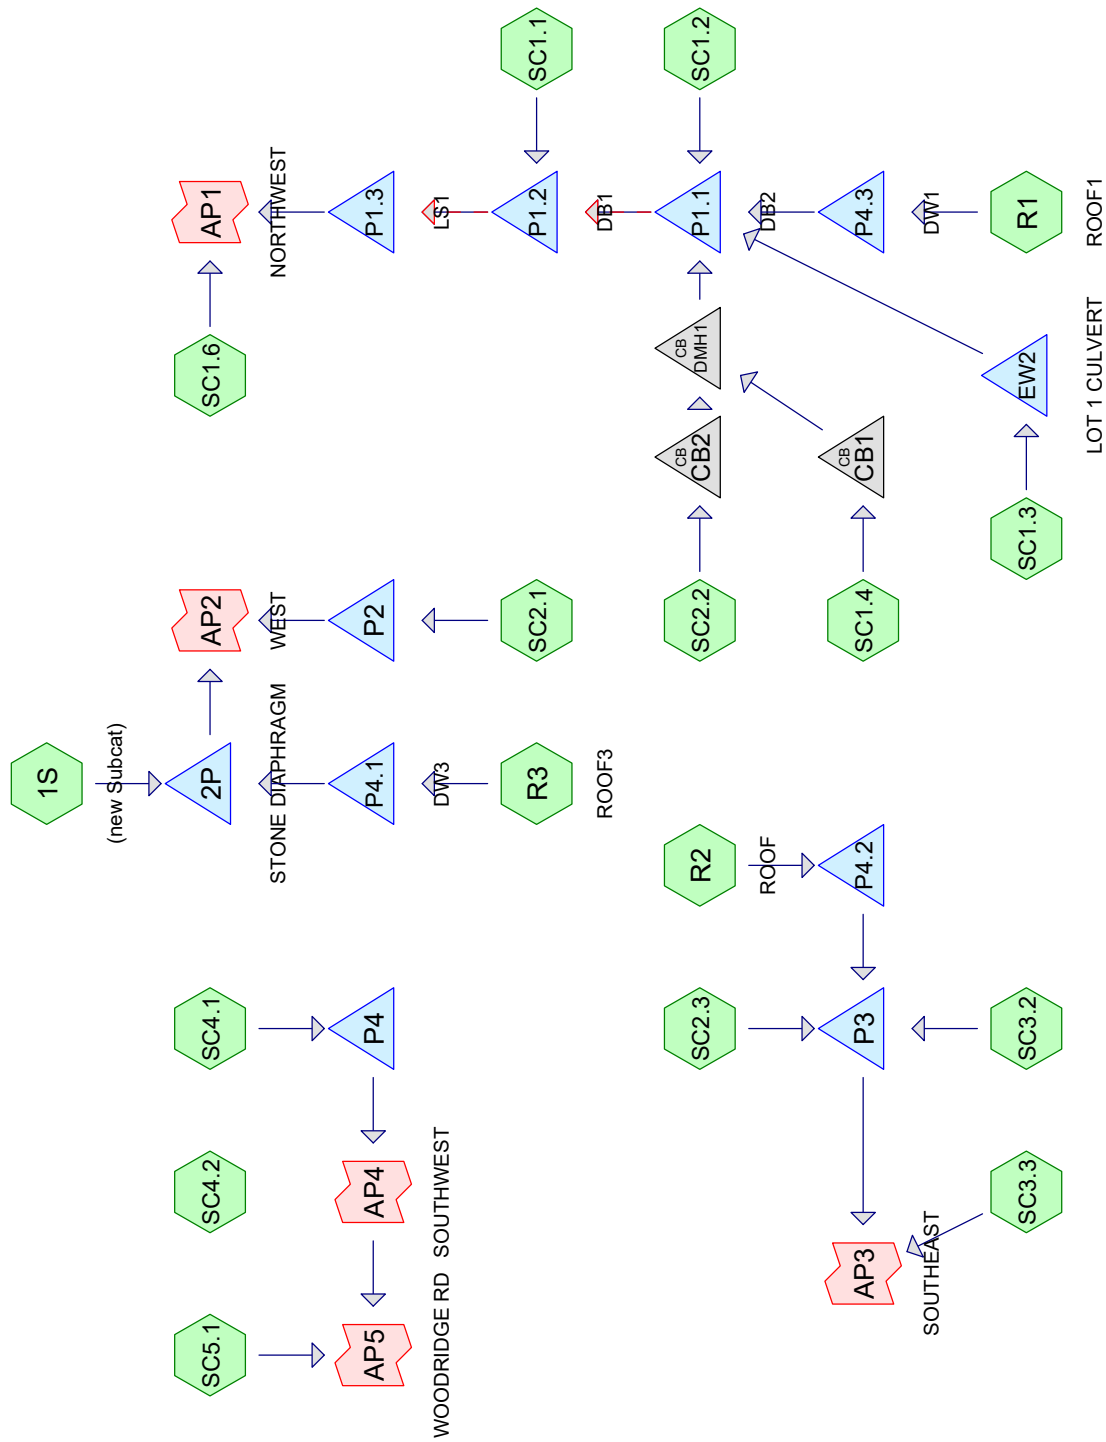 1S
(new Subcat)
SC5.1
SC4.2
SC4.1
2P
AP2
SC1.6
AP1
STONE DIAPHRAGM
WEST
NORTHWEST
AP5
AP4
P4
P4.1
P2
P1.3
WOODRIDGE RD
SOUTHWEST
DW3
LS1
R3
SC2.1
P1.2
SC1.1
ROOF3
DB1
SC2.3
R2
SC2.2
CB
CB2
CB
DMH1
P1.1
SC1.2
ROOF
DB2
AP3
P3
P4.2
SC1.4
CB
CB1
P4.3
SOUTHEAST
DW1
SC3.3
SC3.2
SC1.3
EW2
R1
LOT 1 CULVERT
ROOF1